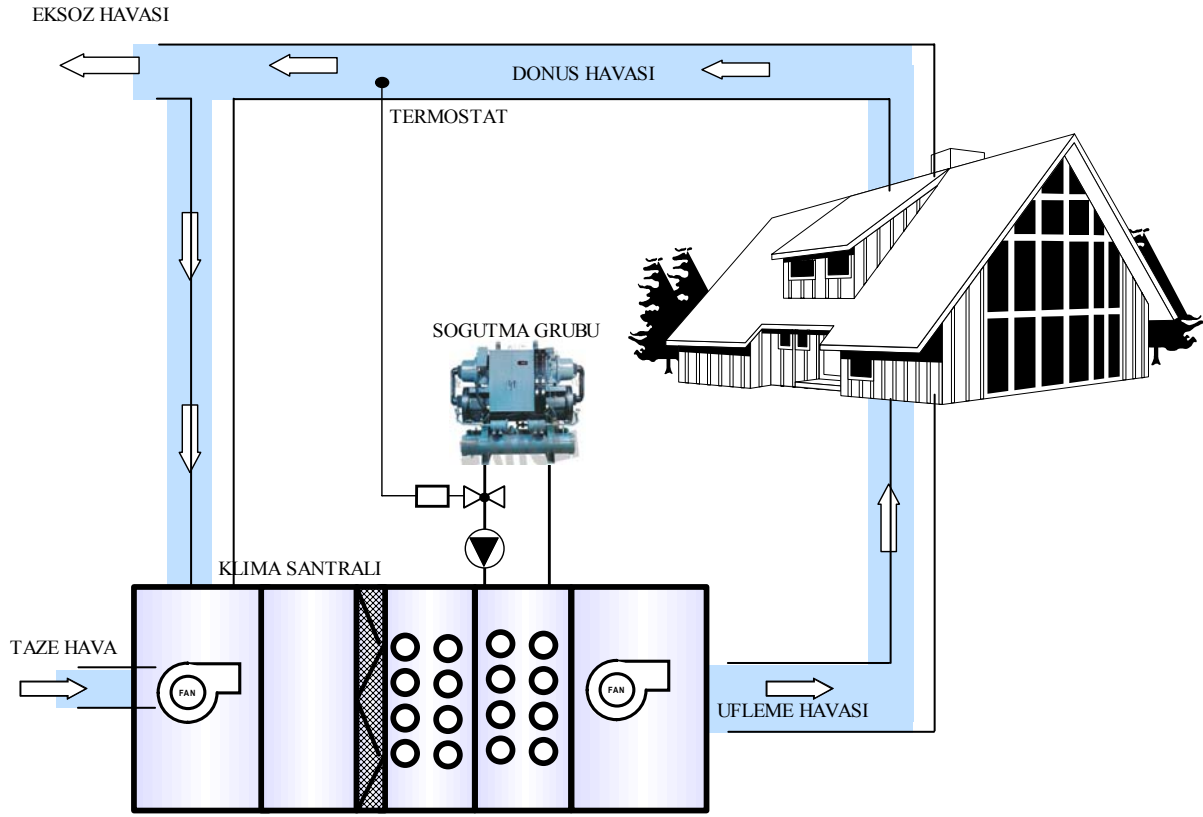 EKSOZ HAVASI
DONUS HAVASI
TERMOSTAT
SOGUTMA GRUBU
KLIMA SANTRALI
TAZE HAVA
FAN
FAN
UFLEME HAVASI